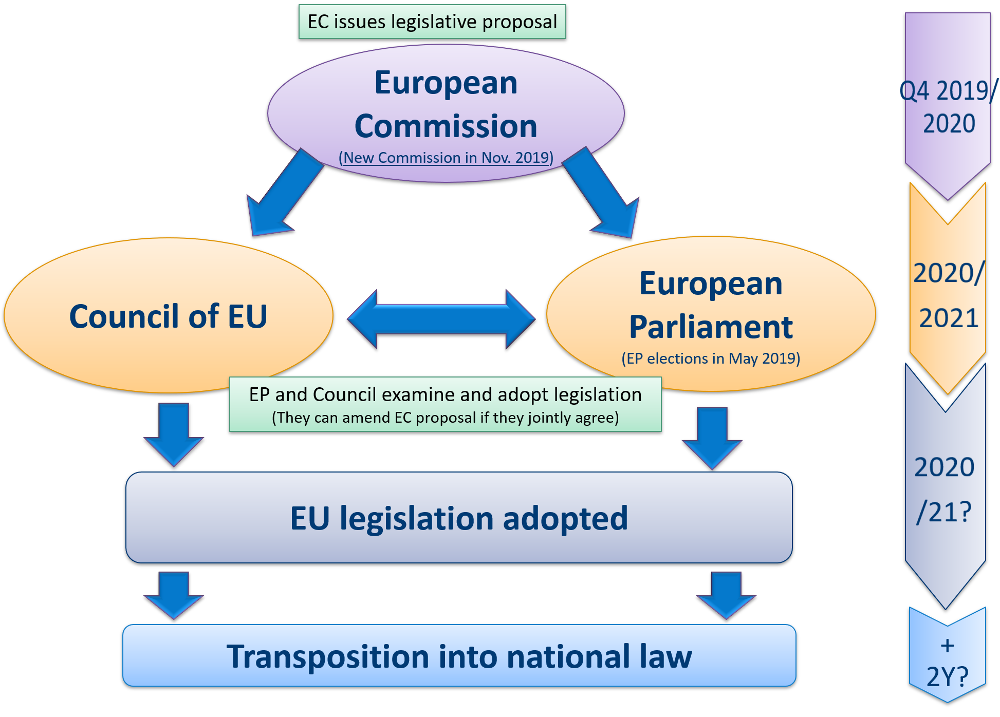 EC issues legislative proposal
European
Commission
(New Commission in Nov. 2019)
Q4 2019/
2020
Council of EU
European
Parliament
(EP elections in May 2019)
2020/
2021
EP and Council examine and adopt legislation
(They can amend EC proposal if they jointly agree)
EU legislation adopted
2020
/21?
Transposition into national law
+
2Y?